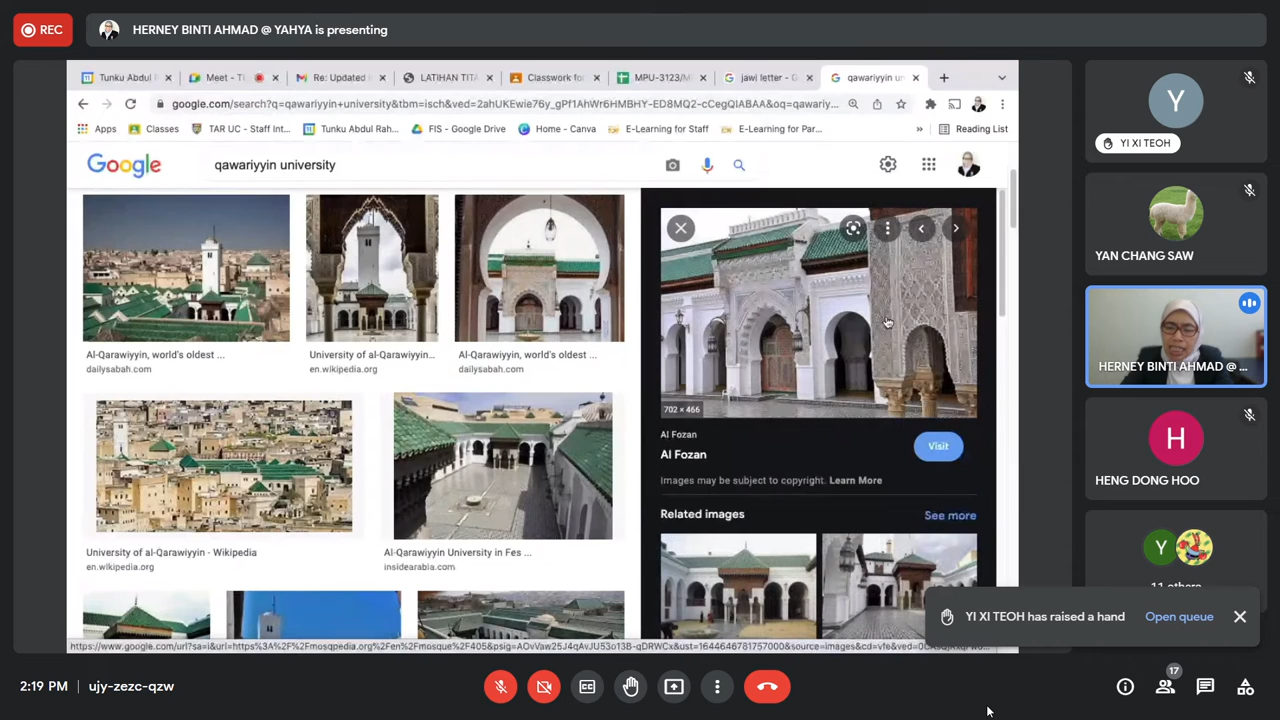 REC
HERNEY BINTI AHMAD @ YAHYA is presenting
Tunku Abdul
Meet - TU
Re: Updated
LATIHAN TITA
Classwork for
MPU-3123/M
jawi letter - G
qawariyyin un
google.com/search?q=qawariyyin+university&tbm=isch&ved=
Apps
Classes
TAR UC - Staff Int...
Tunku Abdul Rah...
FIS - Google Drive
Home - Canva
E-Learning for Staff
E-Learning for Par...
»
Reading List
Google
qawariyyin university
Al-Qarawiyyin, world's oldest ...
dailysabah.com
University of al-Qarawiyyin...
en.wikipedia.org
Al-Qarawiyyin, world's oldest ...
dailysabah.com
702 × 466
Al Fozan
Al Fozan
Visit
Images may be subject to copyright. Learn More
Related images
See more
University of al-Qarawiyyin - Wikipedia
en.wikipedia.org
Al-Qarawiyyin University in Fes ...
insidearabia.com
Y
YI XI TEOH
YAN CHANG SAW
HERNEY BINTI AHMAD @ ...
H
HENG DONG HOO
Y
11 others
YI XI TEOH has raised a hand
Open queue
2:19 PM
ujy-zezc-qzw
17